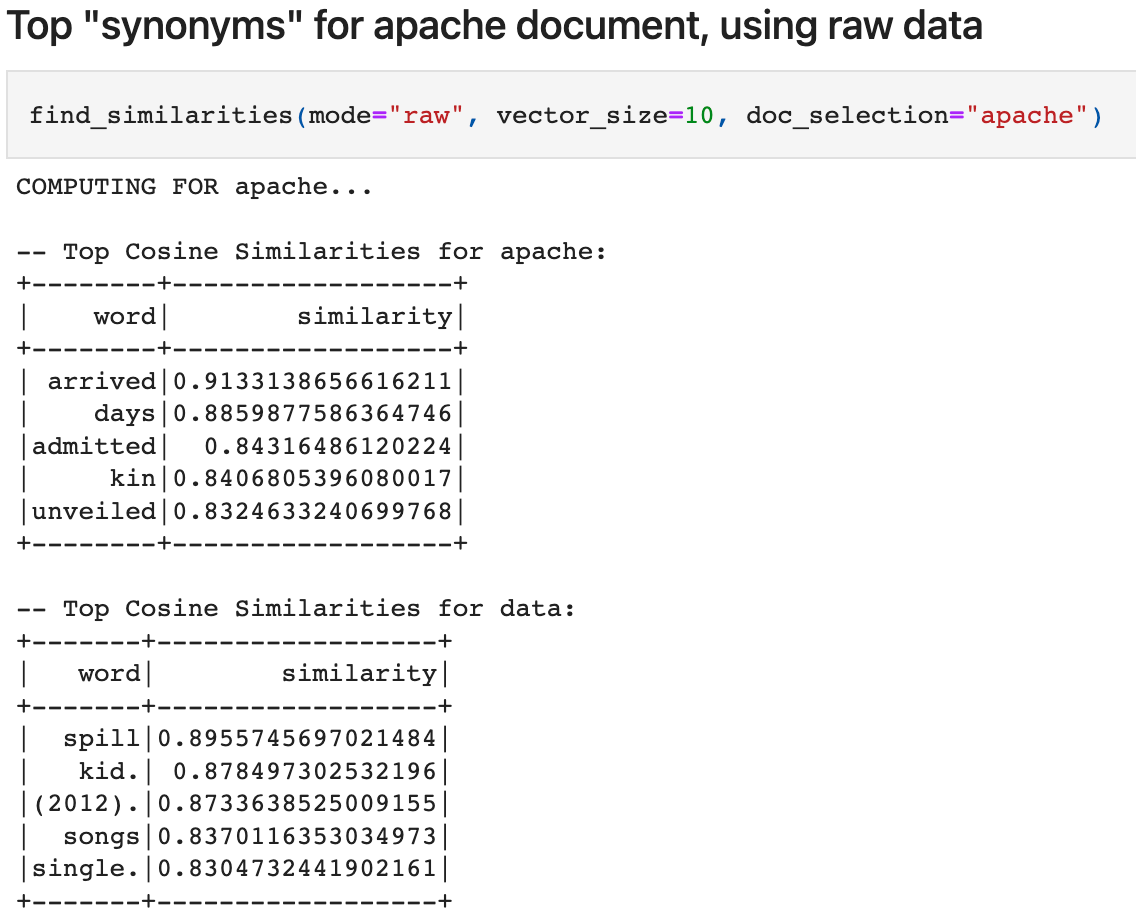 Top "synonyms" for apache document, using raw data
find_similarities(mode="raw", vector_size=10, doc_selection="apache")
COMPUTING FOR apache...
-- Top Cosine Similarities for apache:
+--------+------------------+
|    word|        similarity|
+--------+------------------+
| arrived|0.9133138656616211|
|    days|0.8859877586364746|
|admitted|  0.84316486120224|
|     kin|0.8406805396080017|
|unveiled|0.8324633240699768|
+--------+------------------+
-- Top Cosine Similarities for data:
+-------+------------------+
|   word|        similarity|
+-------+------------------+
|  spill|0.8955745697021484|
|   kid.| 0.878497302532196|
|(2012).|0.8733638525009155|
|  songs|0.8370116353034973|
|single.|0.8304732441902161|
+-------+------------------+